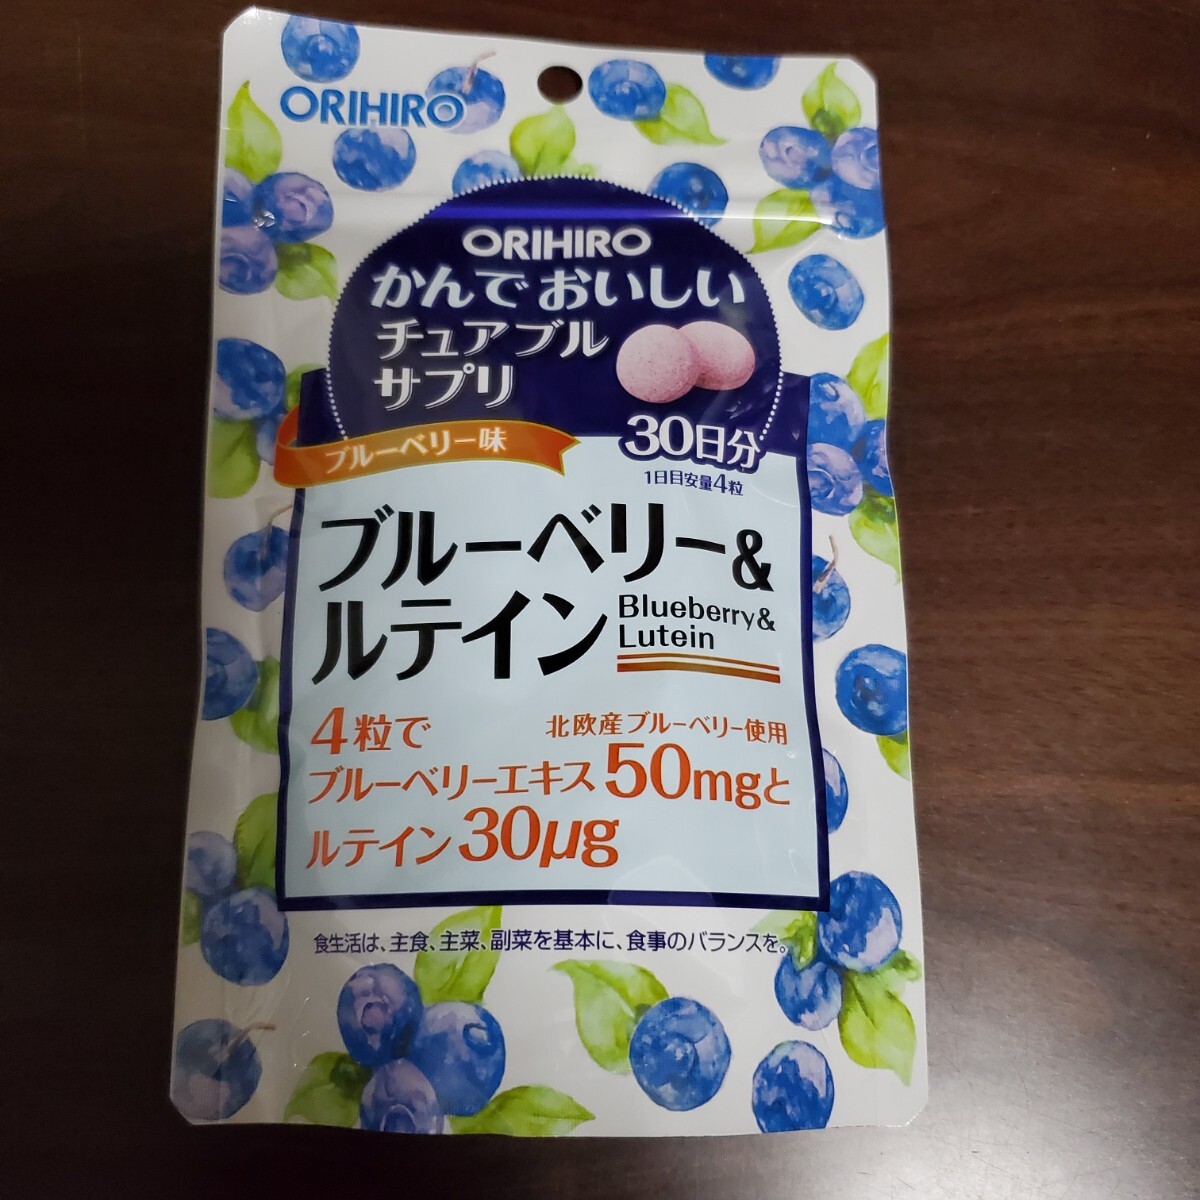 ORIHIRO
ORIHIRO
かんでおいしい
チュアブル
サプリ
ブルーベリー味
30日分
1日目安量4粒
ブルーベリー&
ルテイン
Blueberry&
Lutein
4粒で
北欧産ブルーベリー使用
ブルーベリーエキス50mgと
ルテイン30μg
食生活は、主食、主菜、副菜を基本に、食事のバランスを。